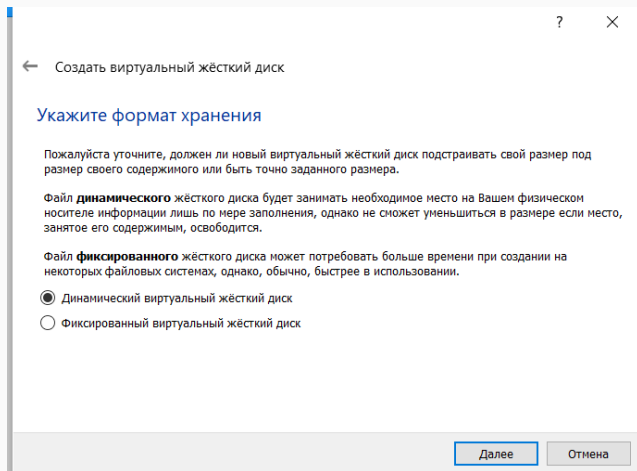 ?
Создать виртуальный жёсткий диск
Укажите формат хранения
Пожалуйста уточните, должен ли новый виртуальный жёсткий диск подстраивать свой размер под
размер своего содержимого или быть точно заданного размера.
Файл динамического жёсткого диска будет занимать необходимое место на Вашем физическом
носителе информации лишь по мере заполнения, однако не сможет уменьшиться в размере если место,
занятое его содержимым, освободится.
Файл фиксированного жёсткого диска может потребовать больше времени при создании на
некоторых файловых системах, однако, обычно, быстрее в использовании.
Динамический виртуальный жёсткий диск
Фиксированный виртуальный жёсткий диск
Далее Отмена